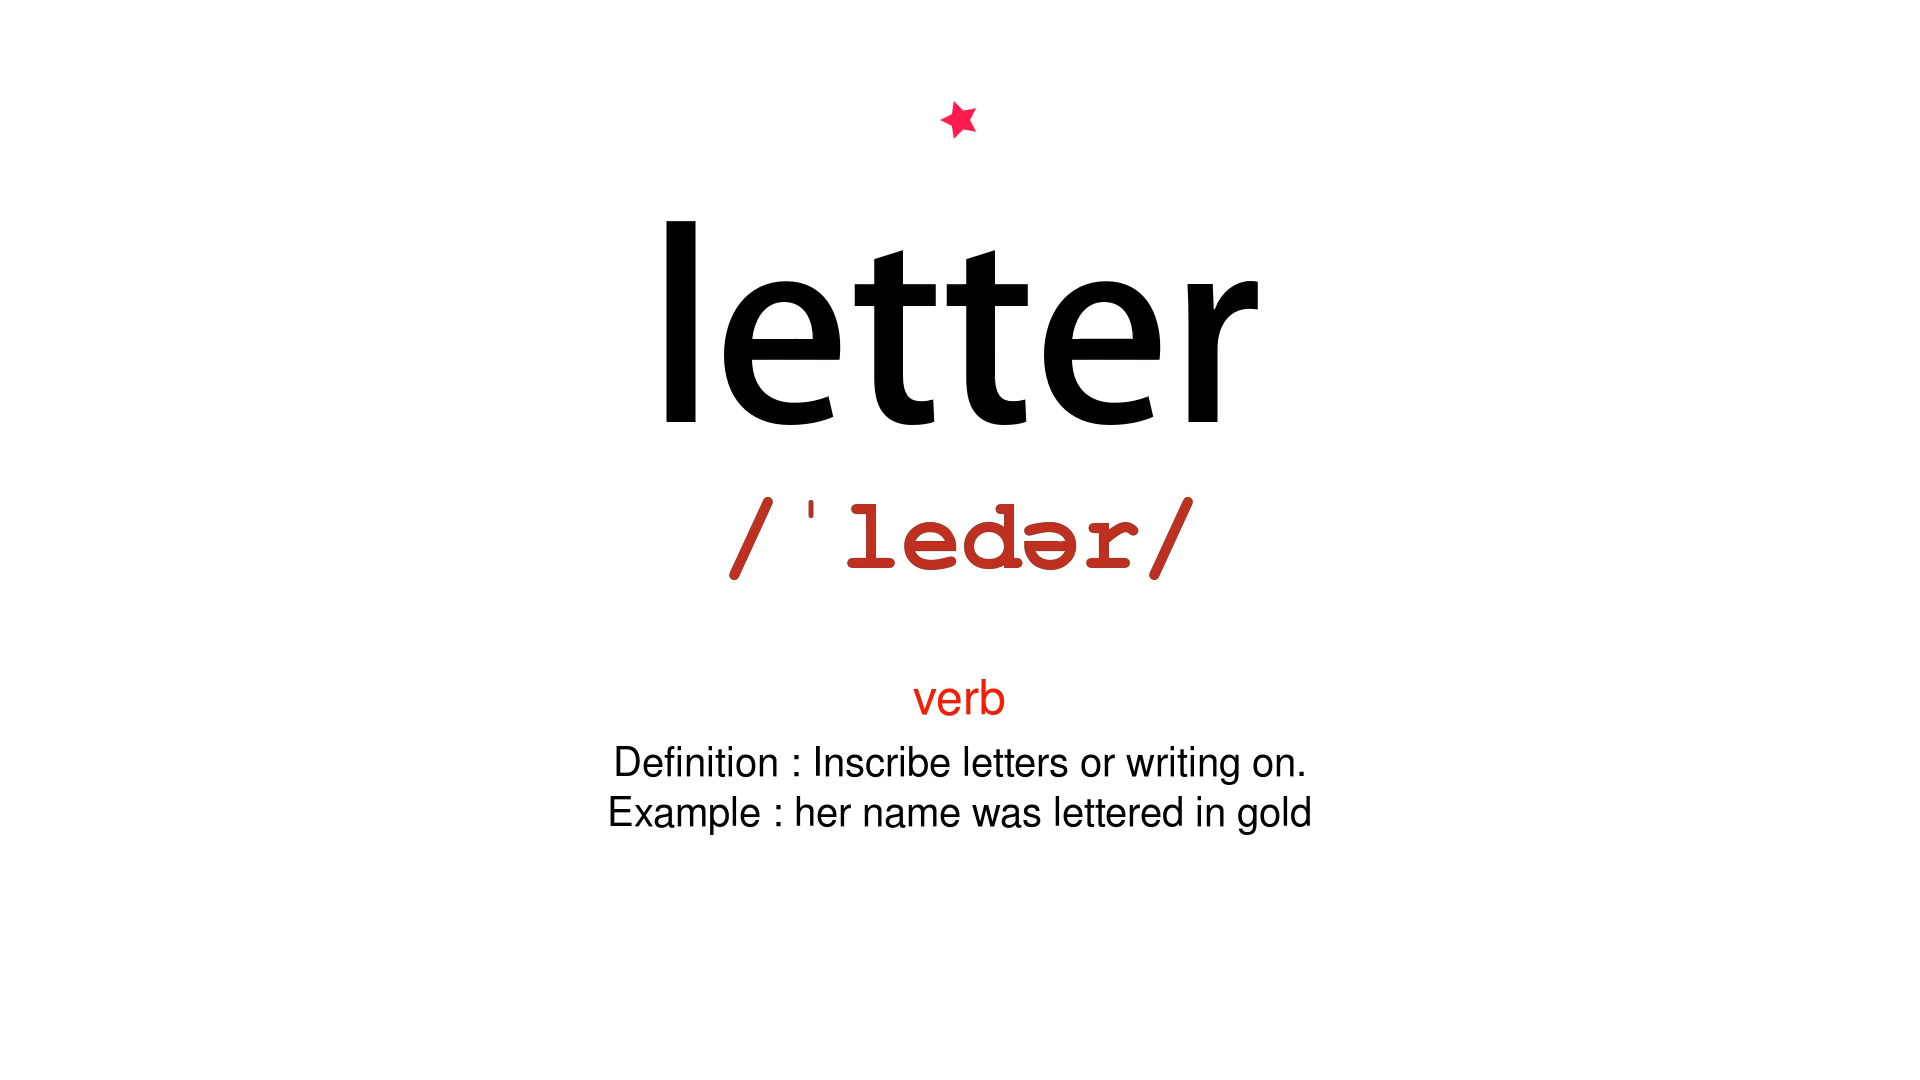 letter
/ˈledər/
verb
Definition : Inscribe letters or writing on.
Example : her name was lettered in gold